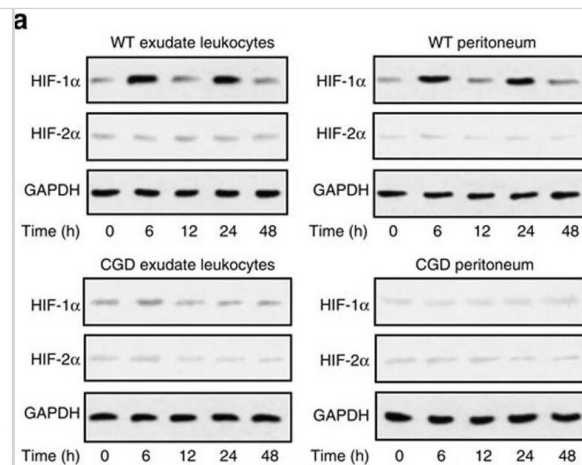 a
WT exudate leukocytes
HIF-1α
HIF-2α
GAPDH
Time (h) 0 6 12 24 48
WT peritoneum
HIF-1α
HIF-2α
GAPDH
Time (h) 0 6 12 24 48
CGD exudate leukocytes
HIF-1α
HIF-2α
GAPDH
Time (h) 0 6 12 24 48
CGD peritoneum
HIF-1α
HIF-2α
GAPDH
Time (h) 0 6 12 24 48